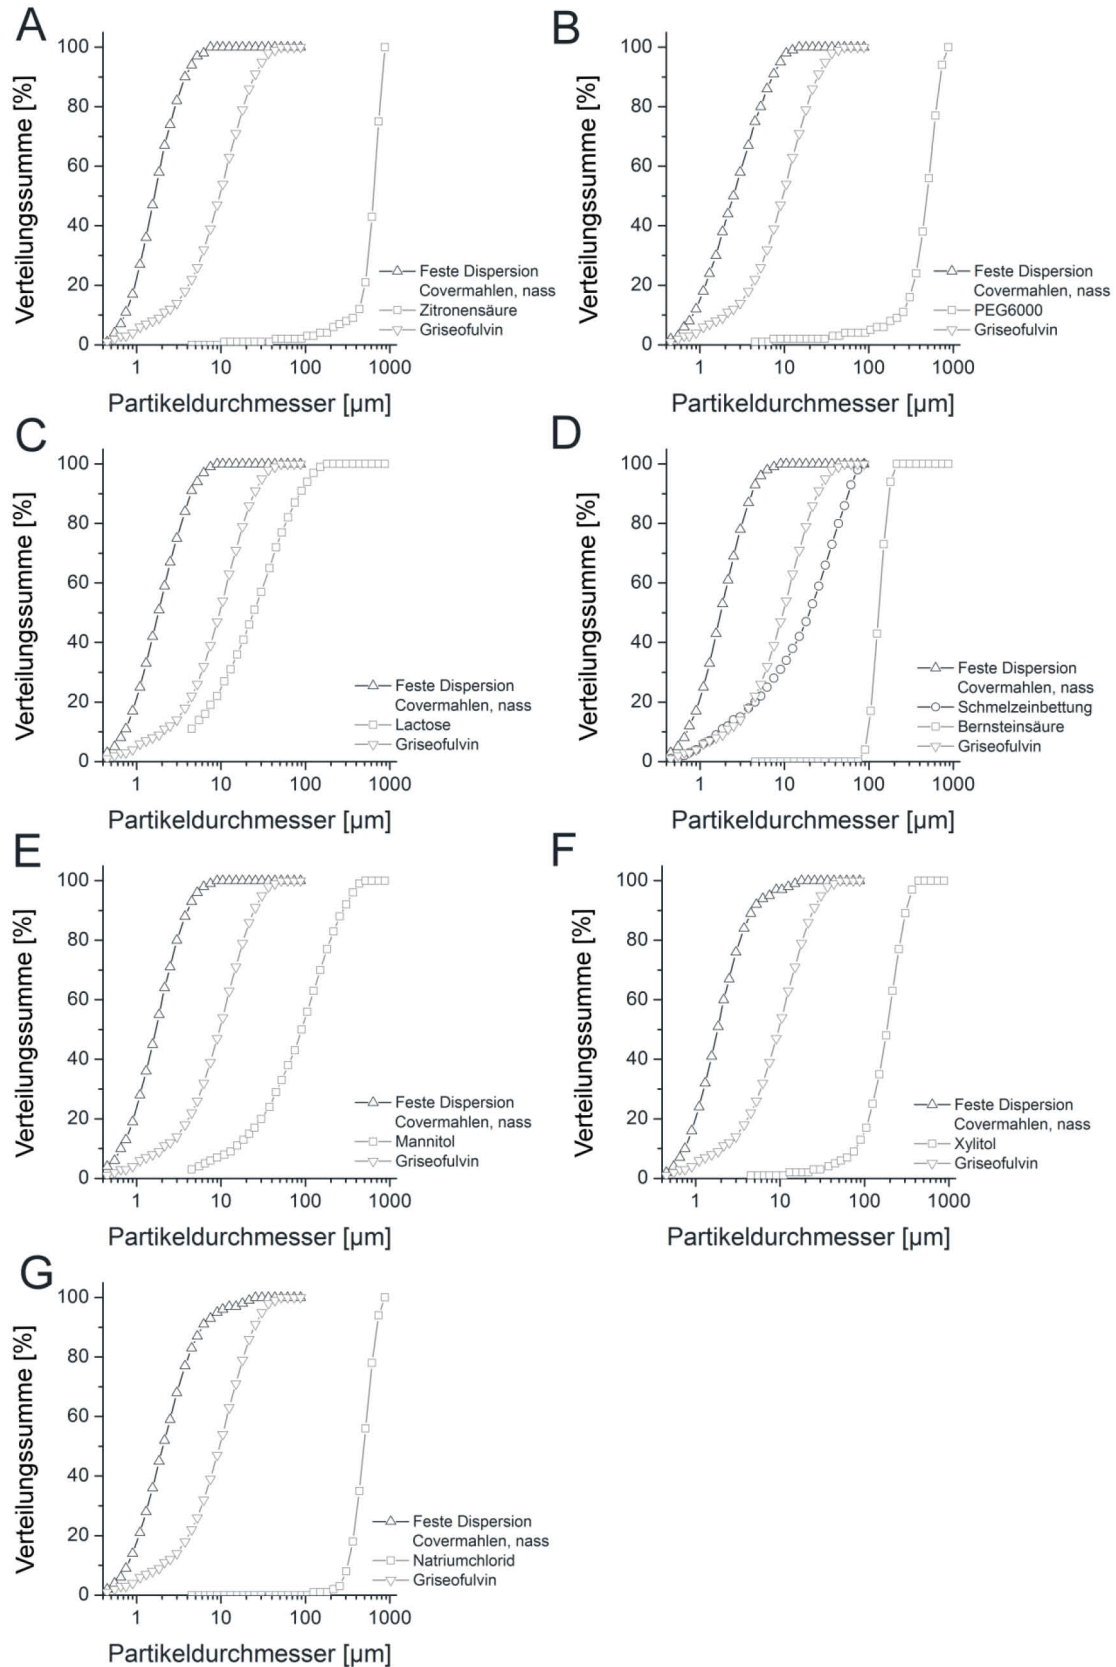 A
Verteilungssumme [%]
100
80
60
40
20
0
Feste Dispersion
Covermahlen, nass
Zitronensäure
Griseofulvin
1 10 100 1000
Partikeldurchmesser [µm]
B
Verteilungssumme [%]
100
80
60
40
20
0
Feste Dispersion
Covermahlen, nass
PEG6000
Griseofulvin
1 10 100 1000
Partikeldurchmesser [µm]
C
Verteilungssumme [%]
100
80
60
40
20
0
Feste Dispersion
Covermahlen, nass
Lactose
Griseofulvin
1 10 100 1000
Partikeldurchmesser [µm]
D
Verteilungssumme [%]
100
80
60
40
20
0
Feste Dispersion
Covermahlen, nass
Schmelzeinbettung
Bernsteinsäure
Griseofulvin
1 10 100 1000
Partikeldurchmesser [µm]
E
Verteilungssumme [%]
100
80
60
40
20
0
Feste Dispersion
Covermahlen, nass
Mannitol
Griseofulvin
1 10 100 1000
Partikeldurchmesser [µm]
F
Verteilungssumme [%]
100
80
60
40
20
0
Feste Dispersion
Covermahlen, nass
Xylitol
Griseofulvin
1 10 100 1000
Partikeldurchmesser [µm]
G
Verteilungssumme [%]
100
80
60
40
20
0
Feste Dispersion
Covermahlen, nass
Natriumchlorid
Griseofulvin
1 10 100 1000
Partikeldurchmesser [µm]